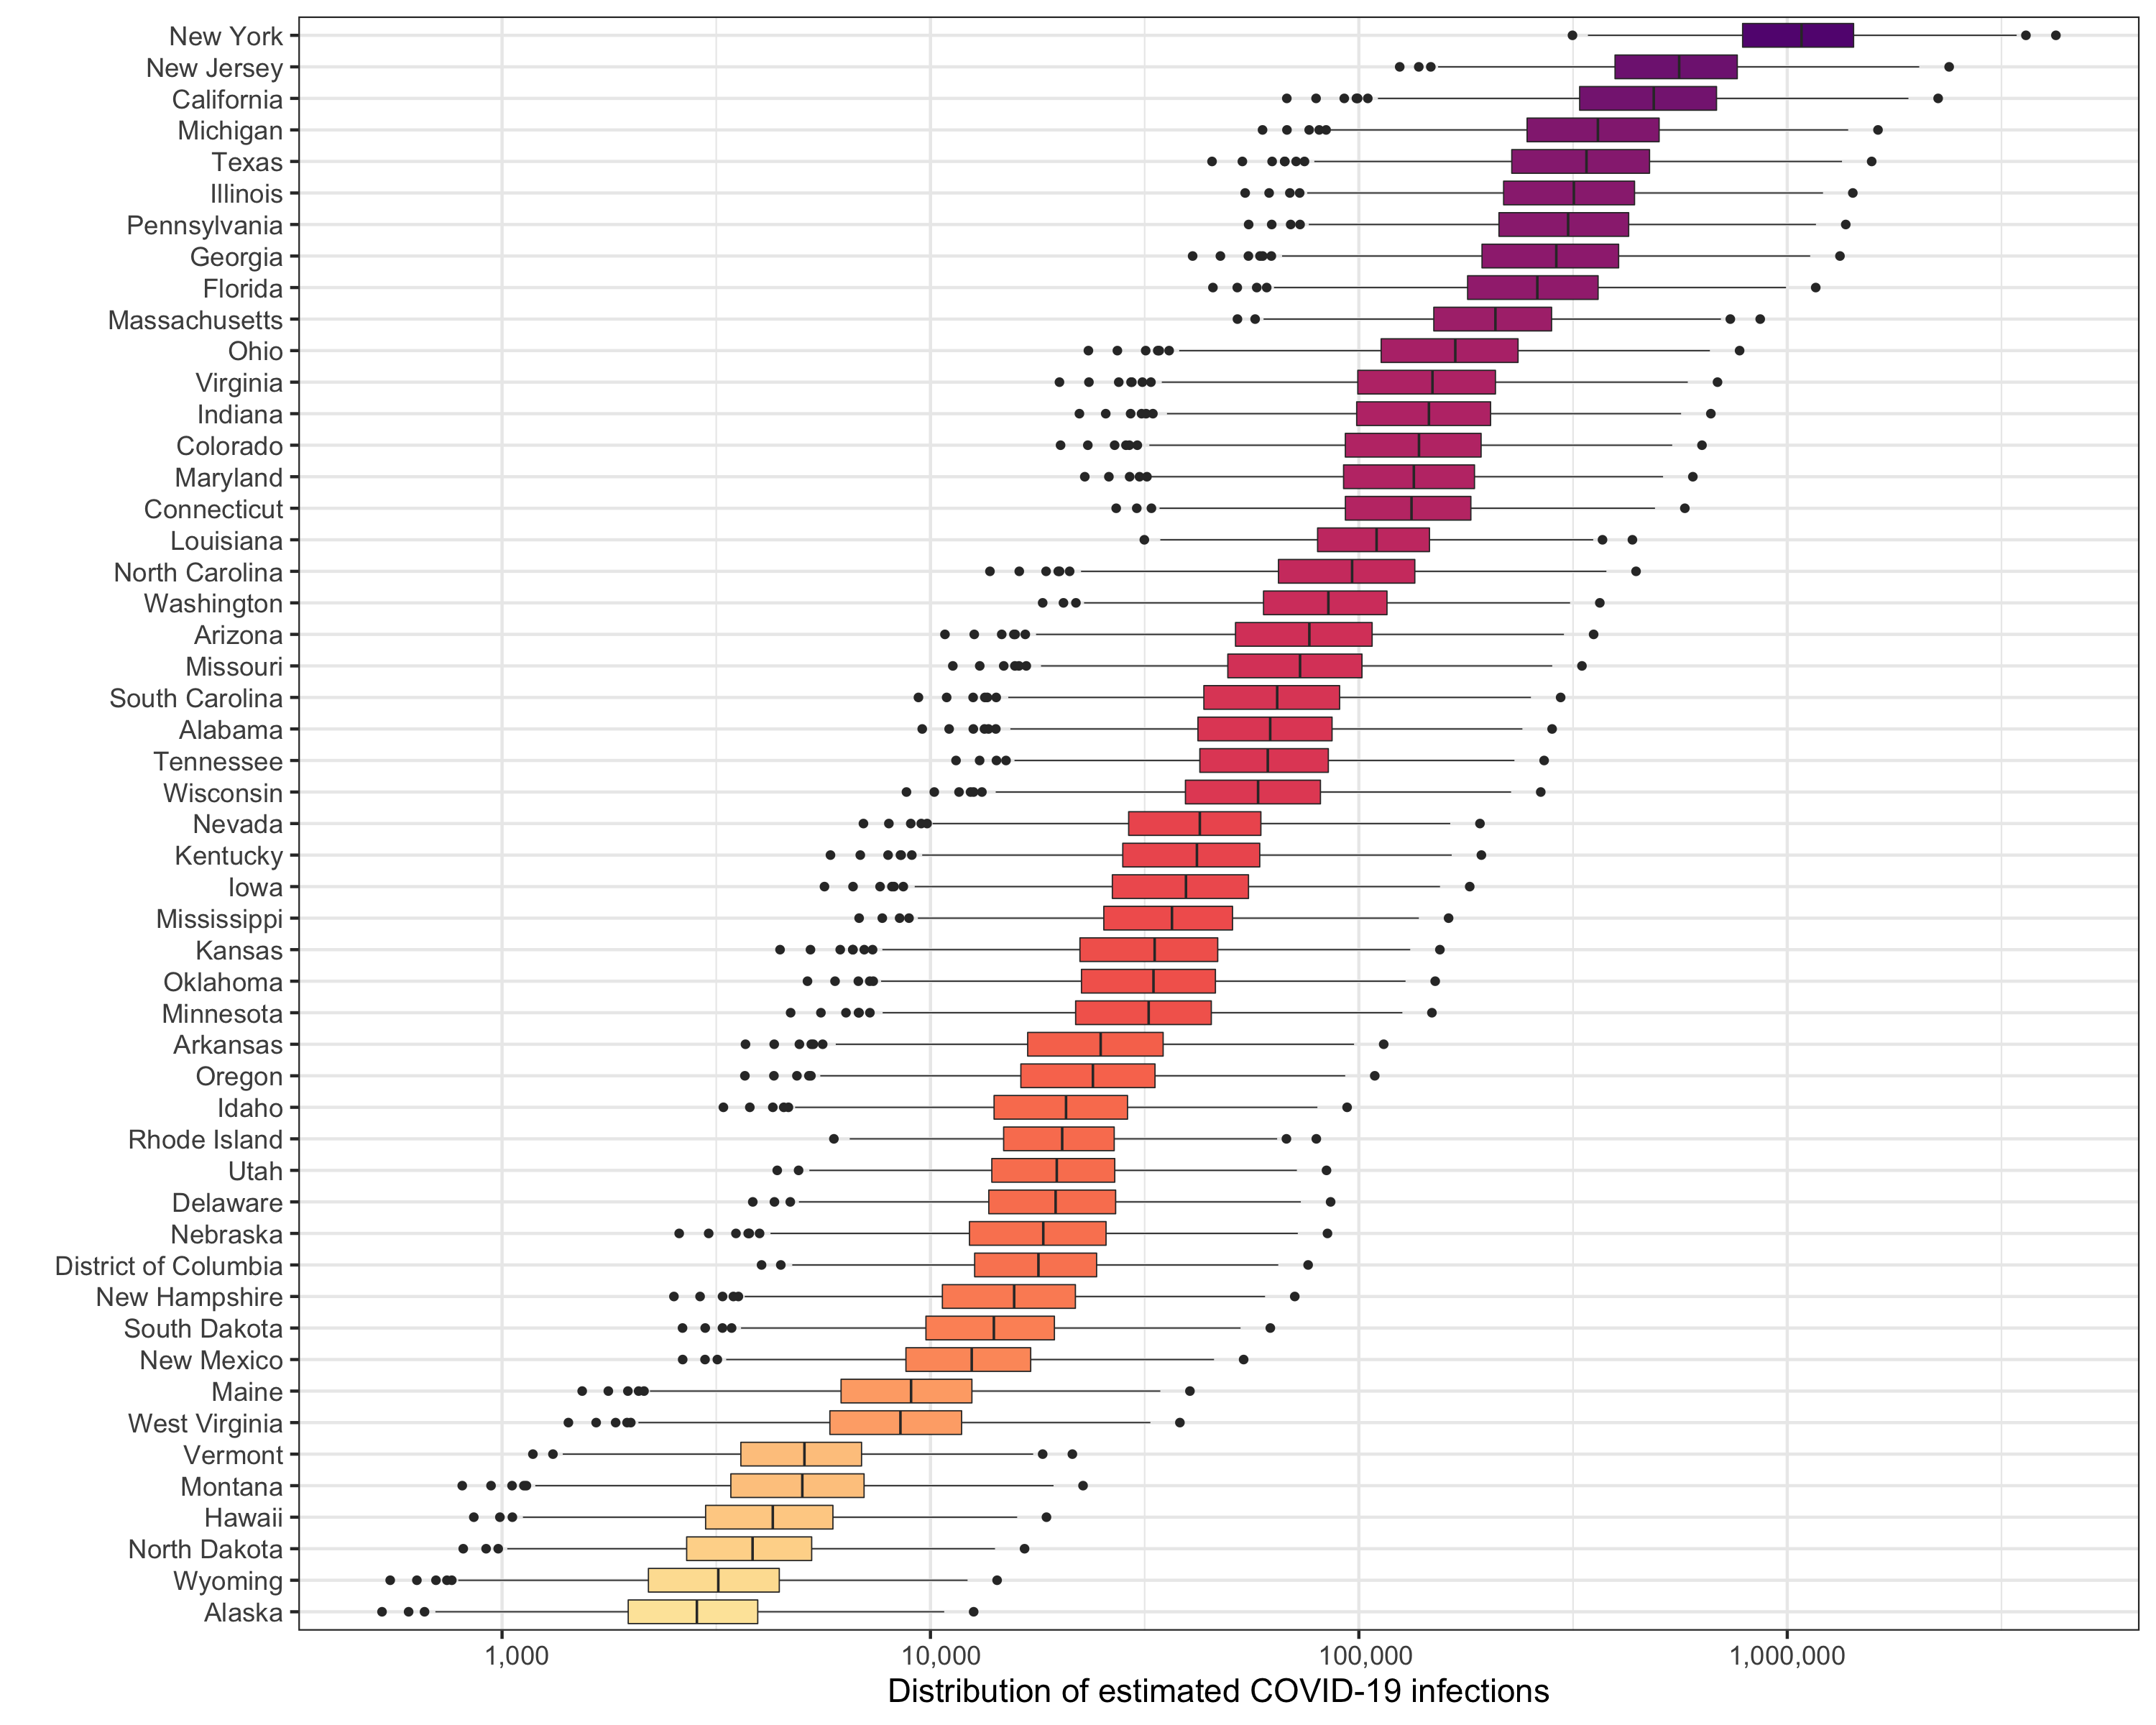 New York
New Jersey
California
Michigan
Texas
Illinois
Pennsylvania
Georgia
Florida
Massachusetts
Ohio
Virginia
Indiana
Colorado
Maryland
Connecticut
Louisiana
North Carolina
Washington
Arizona
Missouri
South Carolina
Alabama
Tennessee
Wisconsin
Nevada
Kentucky
Iowa
Mississippi
Kansas
Oklahoma
Minnesota
Arkansas
Oregon
Idaho
Rhode Island
Utah
Delaware
Nebraska
District of Columbia
New Hampshire
South Dakota
New Mexico
Maine
West Virginia
Vermont
Montana
Hawaii
North Dakota
Wyoming
Alaska
1,000 10,000 100,000 1,000,000
Distribution of estimated COVID-19 infections